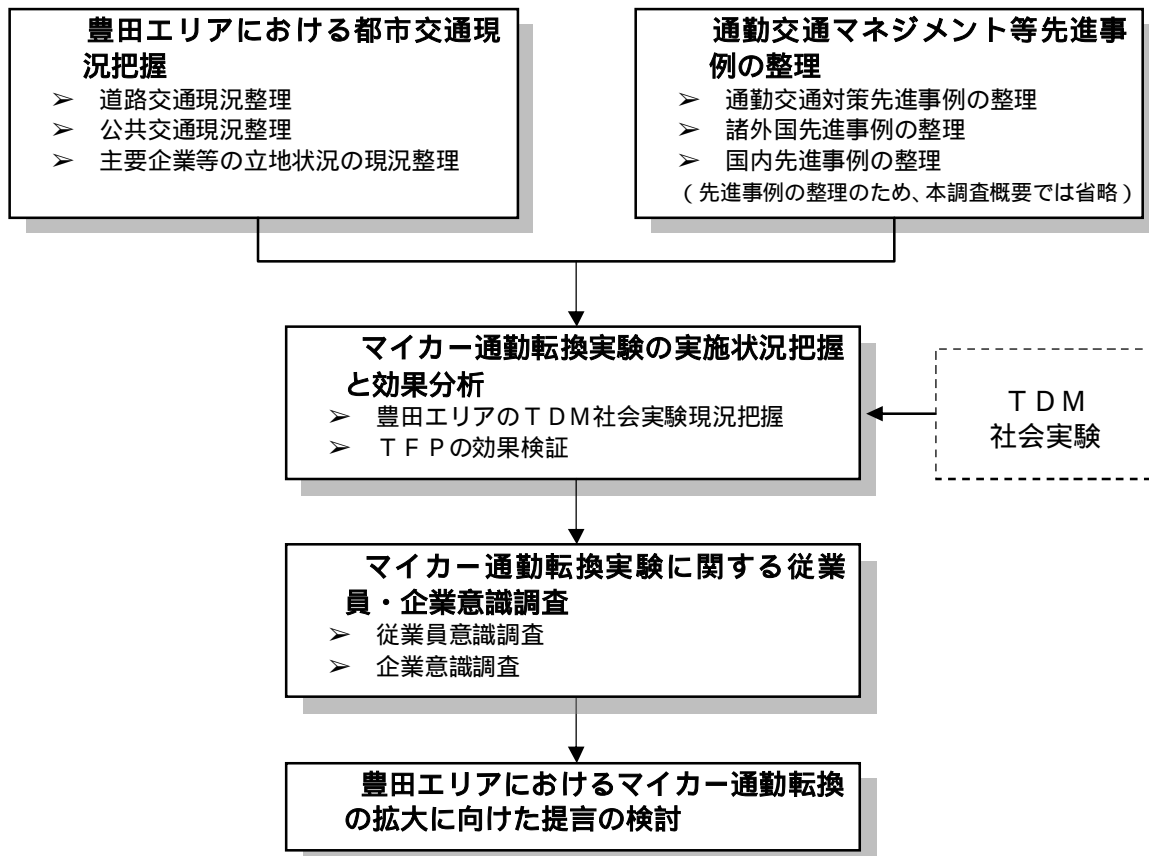 豊田エリアにおける都市交通現
況把握
➢ 道路交通現況整理
➢ 公共交通現況整理
➢ 主要企業等の立地状況の現況整理
通勤交通マネジメント等先進事
例の整理
➢ 通勤交通対策先進事例の整理
➢ 諸外国先進事例の整理
➢ 国内先進事例の整理
(先進事例の整理のため、本調査概要では省略)
マイカー通勤転換実験の実施状況把握
と効果分析
➢ 豊田エリアのTDM社会実験現況把握
➢ TFPの効果検証
TDM
社会実験
マイカー通勤転換実験に関する従業
員・企業意識調査
➢ 従業員意識調査
➢ 企業意識調査
豊田エリアにおけるマイカー通勤転換
の拡大に向けた提言の検討